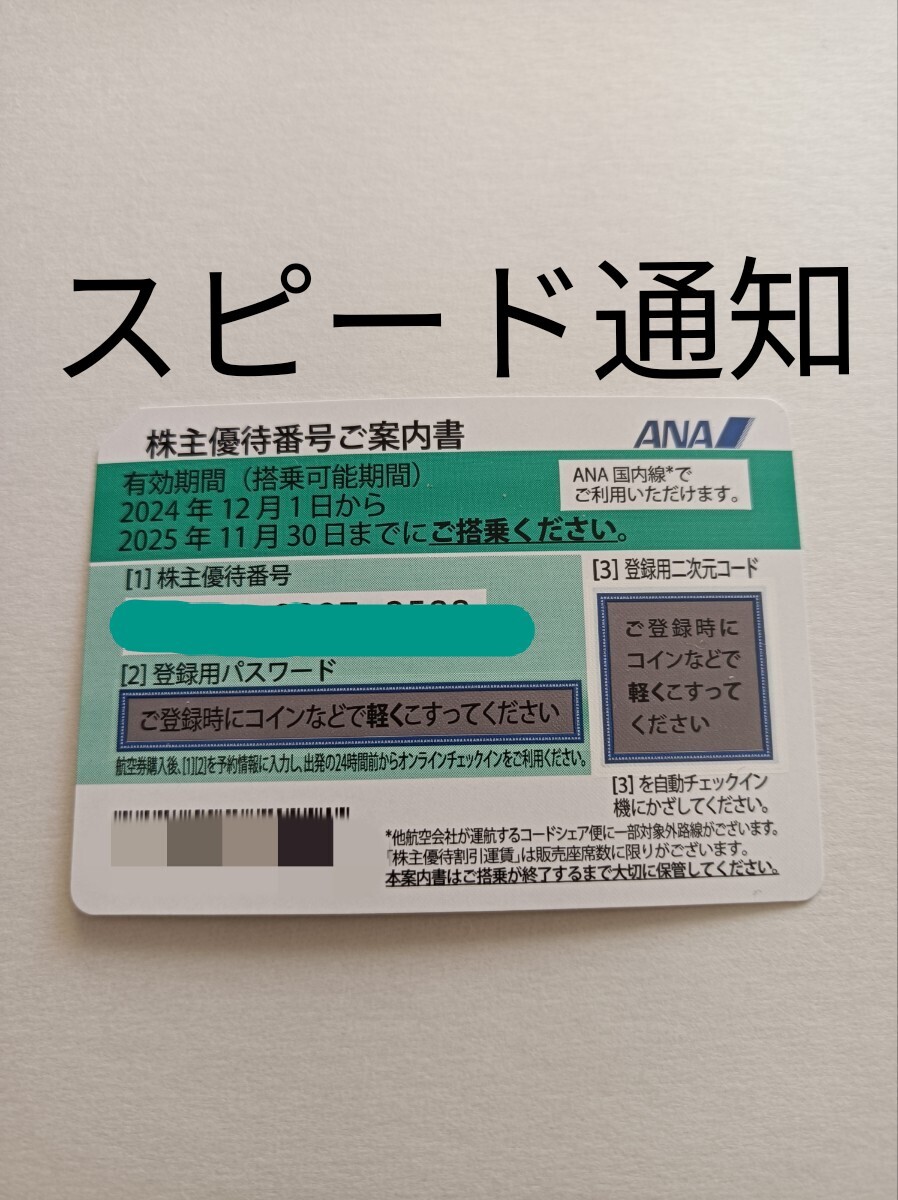 スピード通知
株主優待番号ご案内書
ANA
有効期間（搭乗可能期間）
2024年12月1日から
2025年11月30日までにご搭乗ください。
ANA国内線*で
ご利用いただけます。
[1] 株主優待番号
[2] 登録用パスワード
ご登録時にコインなどで軽くこすってください
航空券購入後、[1][2]を予約情報に入力し、出発の24時間前からオンラインチェックインをご利用ください。
[3] 登録用二次元コード
ご登録時に
コインなどで
軽くこすって
ください
[3] を自動チェックイン
機にかざしてください。
*他航空会社が運航するコードシェア便に一部対象外路線がございます。
「株主優待割引運賃」は販売座席数に限りがございます。
本案内書はご搭乗が終了するまで大切に保管してください。